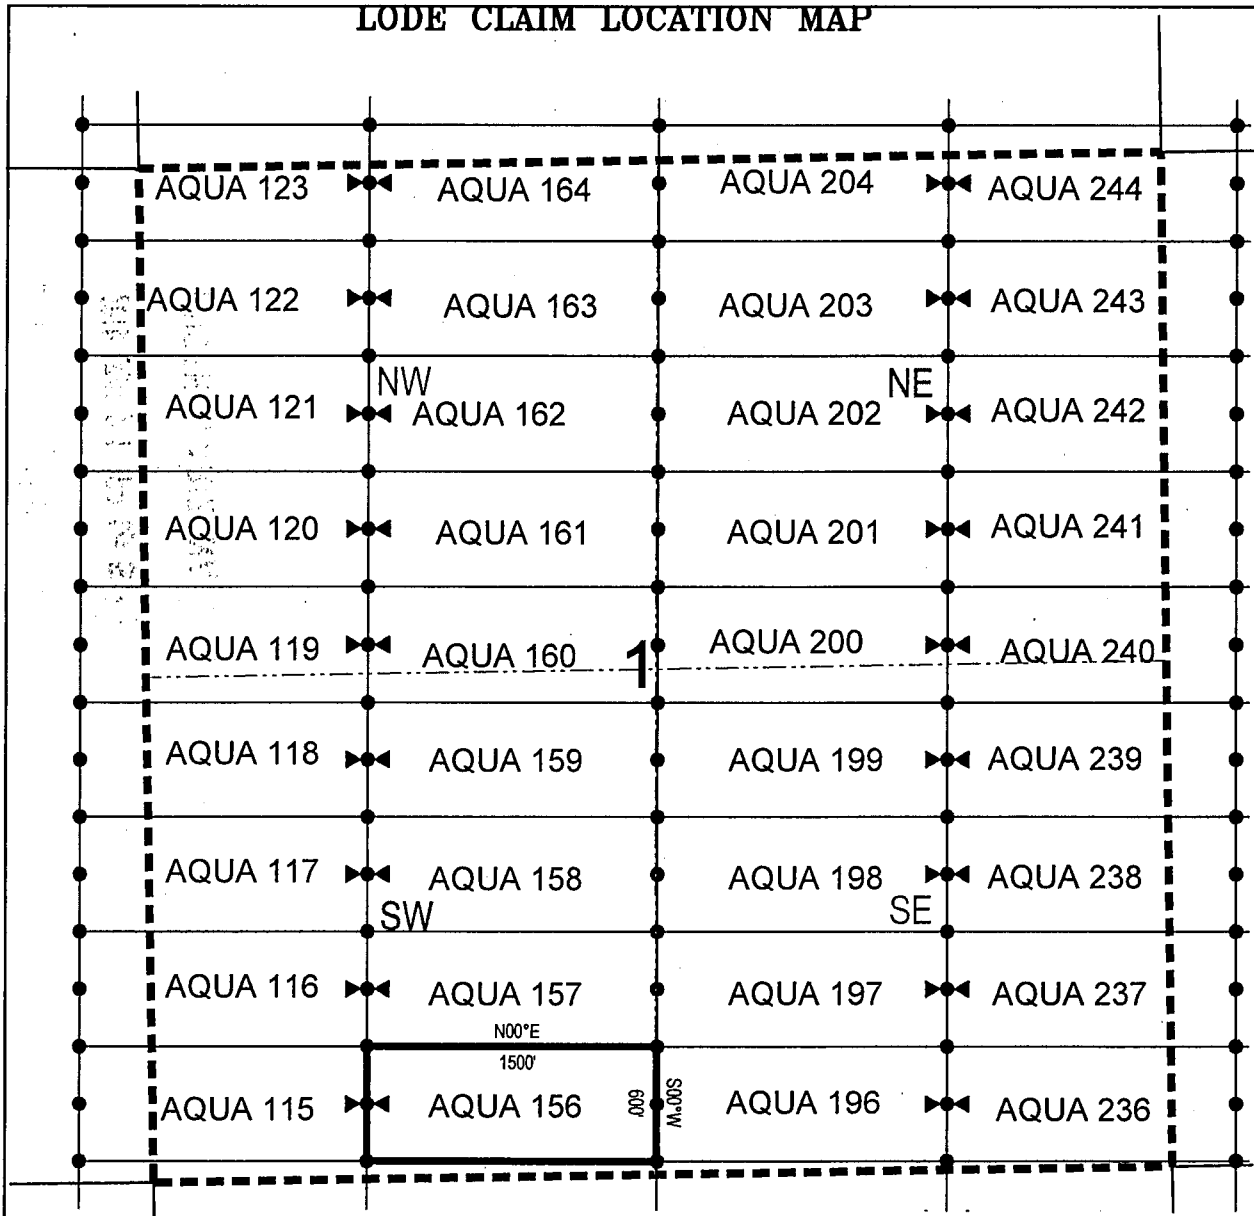 LODE CLAIM LOCATION MAP
AQUA 123 AQUA 164 AQUA 204 AQUA 244
AQUA 122 AQUA 163 AQUA 203 AQUA 243
NW NE
AQUA 121 AQUA 162 AQUA 202 AQUA 242
AQUA 120 AQUA 161 AQUA 201 AQUA 241
AQUA 119 AQUA 160 1 AQUA 200 AQUA 240
AQUA 118 AQUA 159 AQUA 199 AQUA 239
AQUA 117 AQUA 158 AQUA 198 AQUA 238
SW SE
AQUA 116 AQUA 157 AQUA 197 AQUA 237
N00°E
1500'
AQUA 115 AQUA 156 600' S00°W AQUA 196 AQUA 236